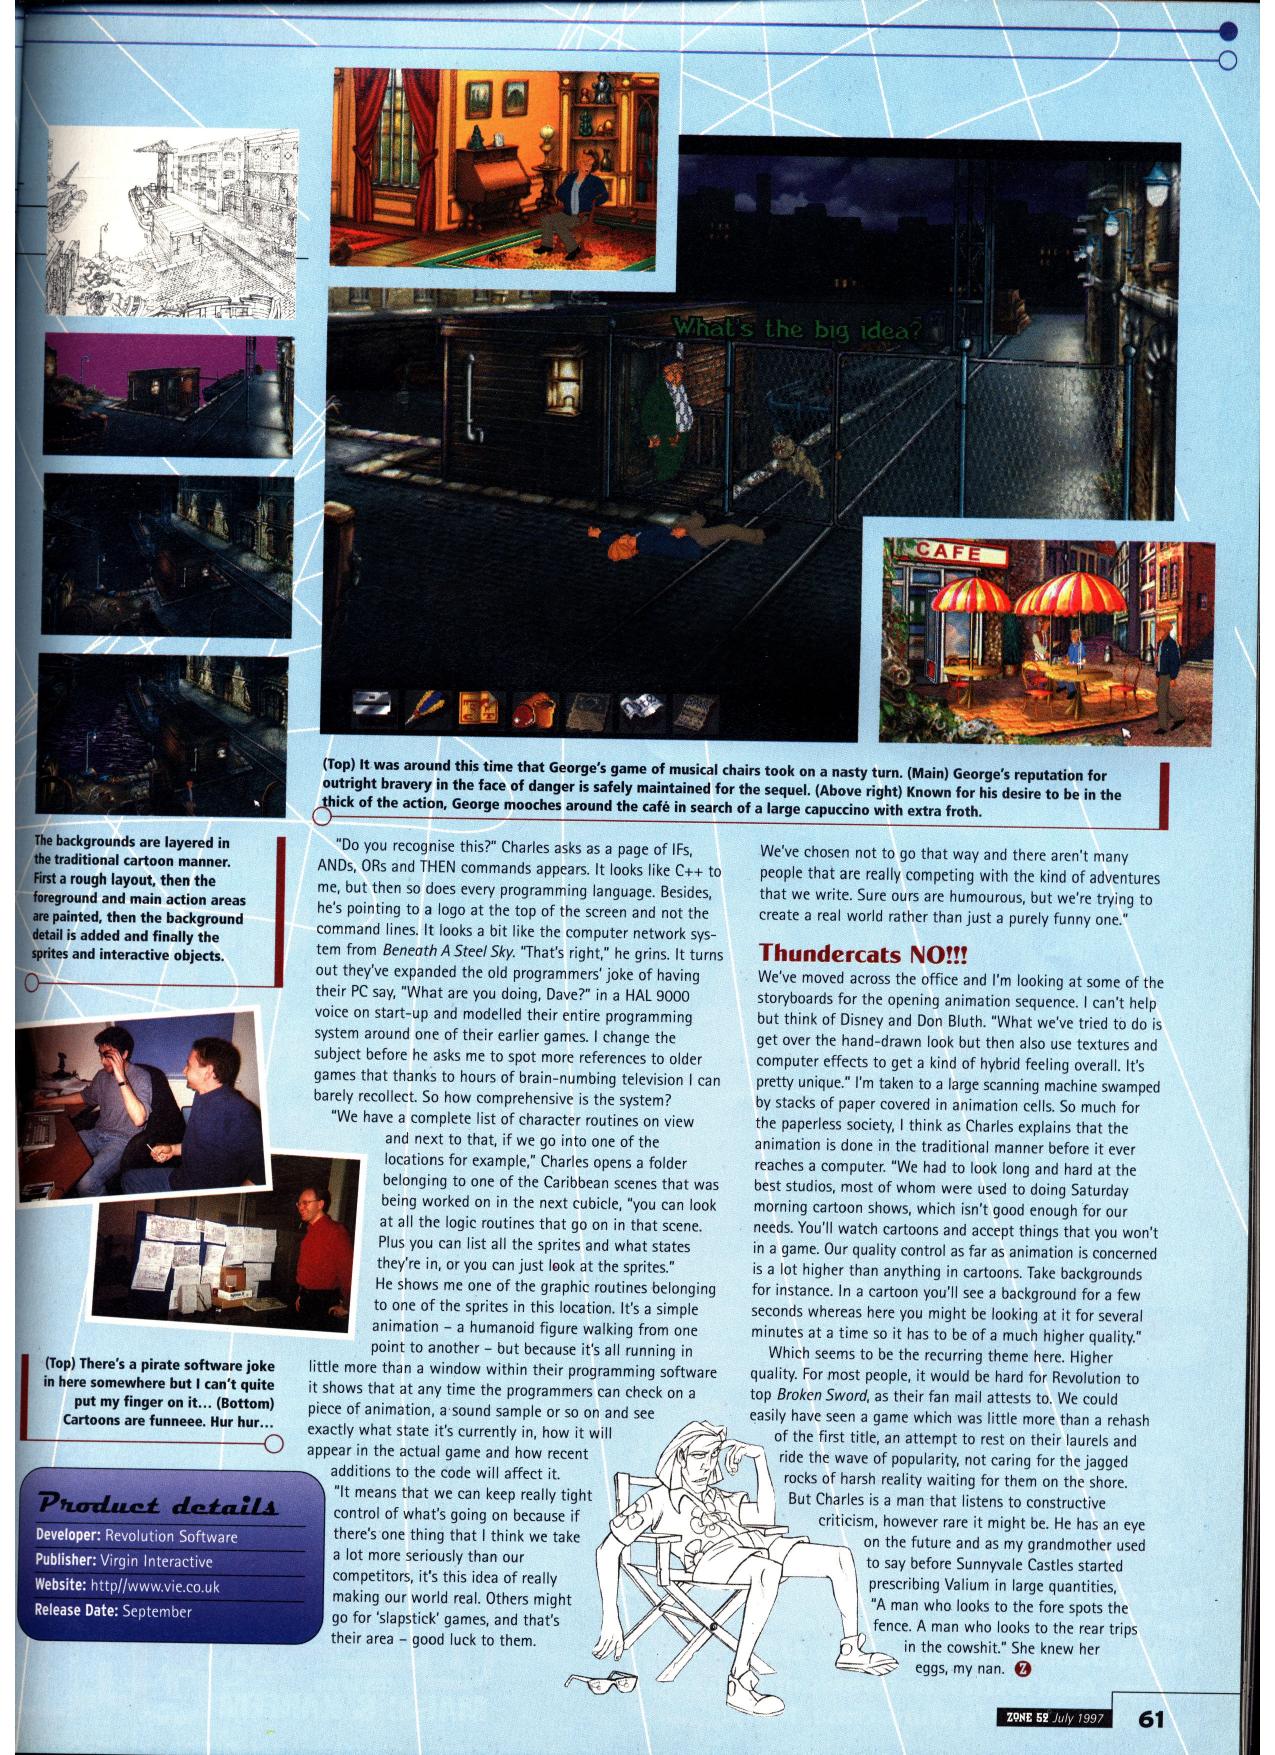 What's the big idea?
CAFE
(Top) It was around this time that George's game of musical chairs took on a nasty turn. (Main) George's reputation for
outright bravery in the face of danger is safely maintained for the sequel. (Above right) Known for his desire to be in the
thick of the action, George mooches around the café in search of a large capuccino with extra froth.
The backgrounds are layered in
the traditional cartoon manner.
First a rough layout, then the
foreground and main action areas
are painted, then the background
detail is added and finally the
sprites and interactive objects.
(Top) There's a pirate software joke
in here somewhere but I can't quite
put my finger on it... (Bottom)
Cartoons are funneee. Hur hur...
Product details
Developer: Revolution Software
Publisher: Virgin Interactive
Website: http//www.vie.co.uk
Release Date: September
"Do you recognise this?" Charles asks as a page of IFs,
ANDs, ORs and THEN commands appears. It looks like C++ to
me, but then so does every programming language. Besides,
he's pointing to a logo at the top of the screen and not the
command lines. It looks a bit like the computer network sys-
tem from Beneath A Steel Sky. "That's right," he grins. It turns
out they've expanded the old programmers' joke of having
their PC say, "What are you doing, Dave?" in a HAL 9000
voice on start-up and modelled their entire programming
system around one of their earlier games. I change the
subject before he asks me to spot more references to older
games that thanks to hours of brain-numbing television I can
barely recollect. So how comprehensive is the system?
"We have a complete list of character routines on view
and next to that, if we go into one of the
locations for example," Charles opens a folder
belonging to one of the Caribbean scenes that was
being worked on in the next cubicle, "you can look
at all the logic routines that go on in that scene.
Plus you can list all the sprites and what states
they're in, or you can just look at the sprites."
He shows me one of the graphic routines belonging
to one of the sprites in this location. It's a simple
animation – a humanoid figure walking from one
point to another – but because it's all running in
little more than a window within their programming software
it shows that at any time the programmers can check on a
piece of animation, a sound sample or so on and see
exactly what state it's currently in, how it will
appear in the actual game and how recent
additions to the code will affect it.
"It means that we can keep really tight
control of what's going on because if
there's one thing that I think we take
a lot more seriously than our
competitors, it's this idea of really
making our world real. Others might
go for 'slapstick' games, and that's
their area – good luck to them.
We've chosen not to go that way and there aren't many
people that are really competing with the kind of adventures
that we write. Sure ours are humourous, but we're trying to
create a real world rather than just a purely funny one."
Thundercats NO!!!
We've moved across the office and I'm looking at some of the
storyboards for the opening animation sequence. I can't help
but think of Disney and Don Bluth. "What we've tried to do is
get over the hand-drawn look but then also use textures and
computer effects to get a kind of hybrid feeling overall. It's
pretty unique." I'm taken to a large scanning machine swamped
by stacks of paper covered in animation cells. So much for
the paperless society, I think as Charles explains that the
animation is done in the traditional manner before it ever
reaches a computer. "We had to look long and hard at the
best studios, most of whom were used to doing Saturday
morning cartoon shows, which isn't good enough for our
needs. You'll watch cartoons and accept things that you won't
in a game. Our quality control as far as animation is concerned
is a lot higher than anything in cartoons. Take backgrounds
for instance. In a cartoon you'll see a background for a few
seconds whereas here you might be looking at it for several
minutes at a time so it has to be of a much higher quality."
Which seems to be the recurring theme here. Higher
quality. For most people, it would be hard for Revolution to
top Broken Sword, as their fan mail attests to. We could
easily have seen a game which was little more than a rehash
of the first title, an attempt to rest on their laurels and
ride the wave of popularity, not caring for the jagged
rocks of harsh reality waiting for them on the shore.
But Charles is a man that listens to constructive
criticism, however rare it might be. He has an eye
on the future and as my grandmother used
to say before Sunnyvale Castles started
prescribing Valium in large quantities,
"A man who looks to the fore spots the
fence. A man who looks to the rear trips
in the cowshit." She knew her
eggs, my nan. Z
ZONE 52 July 1997 61